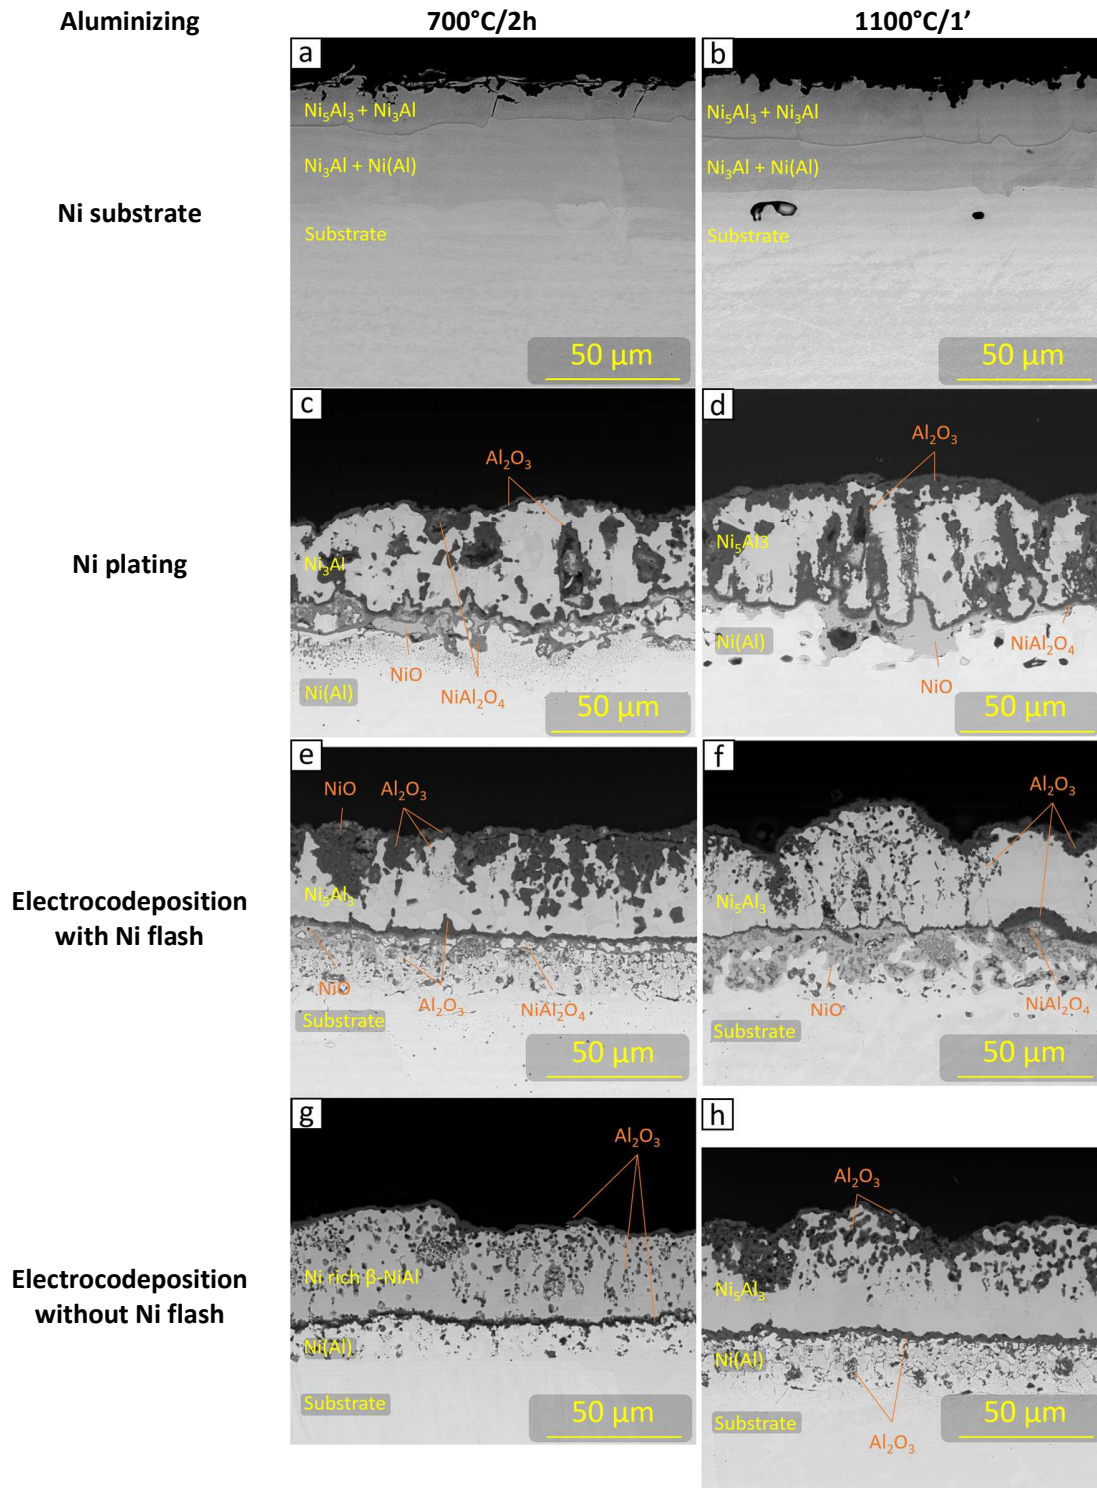 Aluminizing
700°C/2h
1100°C/1’
Ni substrate
a
Ni₅Al₃ + Ni₃Al
Ni₃Al + Ni(Al)
Substrate
50 µm
b
Ni₅Al₃ + Ni₃Al
Ni₃Al + Ni(Al)
Substrate
50 µm
Ni plating
c
Al₂O₃
Ni₃Al
NiO
NiAl₂O₄
Ni(Al)
50 µm
d
Al₂O₃
Ni₅Al3
Ni(Al)
NiAl₂O₄
NiO
50 µm
Electrocodeposition
with Ni flash
e
NiO
Al₂O₃
Ni₅Al₃
NiO
Al₂O₃
NiAl₂O₄
Substrate
50 µm
f
Al₂O₃
Ni₅Al₃
NiO
NiAl₂O₄
Substrate
50 µm
Electrocodeposition
without Ni flash
g
Al₂O₃
Ni rich β-NiAl
Ni(Al)
Substrate
50 µm
h
Al₂O₃
Ni₅Al₃
Ni(Al)
Substrate
Al₂O₃
50 µm